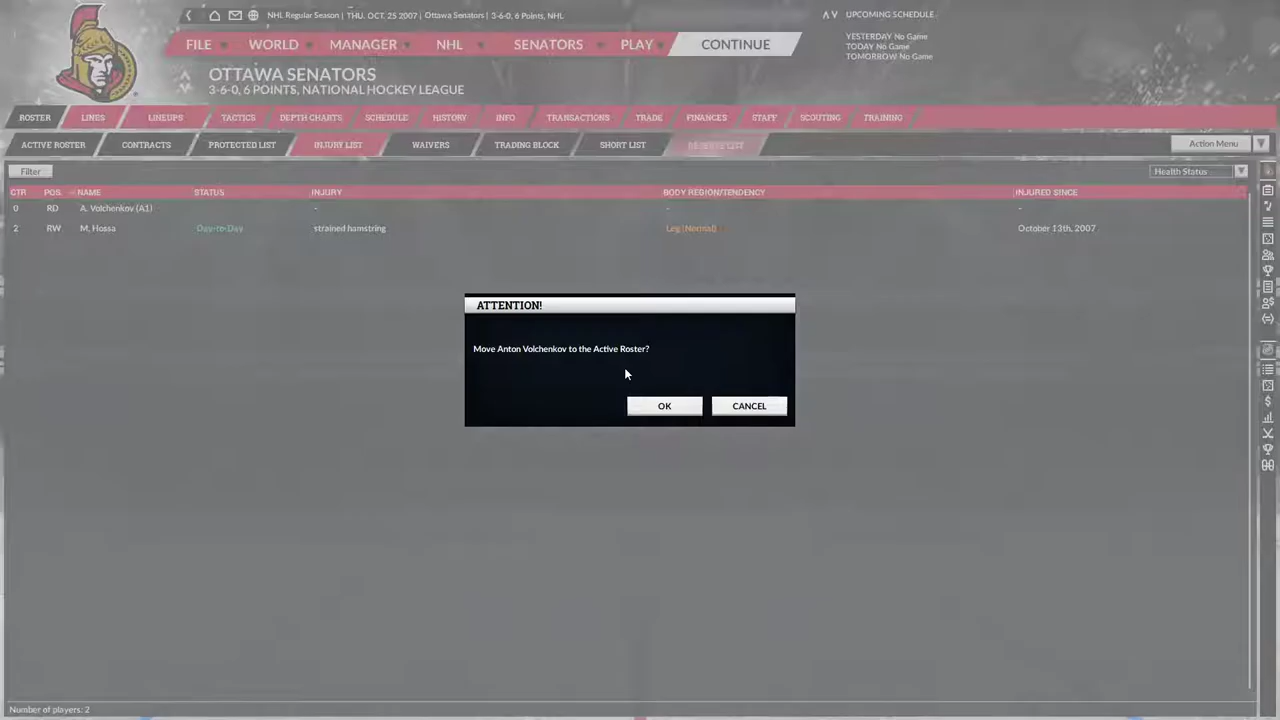 NHL Regular Season | THU. OCT. 25 2007 | Ottawa Senators | 3-6-0, 6 Points, NHL
UPCOMING SCHEDULE
FILE WORLD MANAGER NHL SENATORS PLAY CONTINUE
YESTERDAY No Game
TODAY No Game
TOMORROW No Game
OTTAWA SENATORS
3-6-0, 6 POINTS, NATIONAL HOCKEY LEAGUE
ROSTER LINES LINEUPS TACTICS DEPTH CHARTS SCHEDULE HISTORY INFO TRANSACTIONS TRADE FINANCES STAFF SCOUTING TRAINING
ACTIVE ROSTER CONTRACTS PROTECTED LIST INJURY LIST WAIVERS TRADING BLOCK SHORT LIST RESERVE LIST Action Menu
Filter Health Status
CTR POS. NAME STATUS INJURY BODY REGION/TENDENCY INJURED SINCE
0 RD A. Volchenkov (A1) - - -
2 RW M. Hossa Day-to-Day strained hamstring Leg (Normal) October 13th, 2007
ATTENTION!
Move Anton Volchenkov to the Active Roster?
OK CANCEL
Number of players: 2